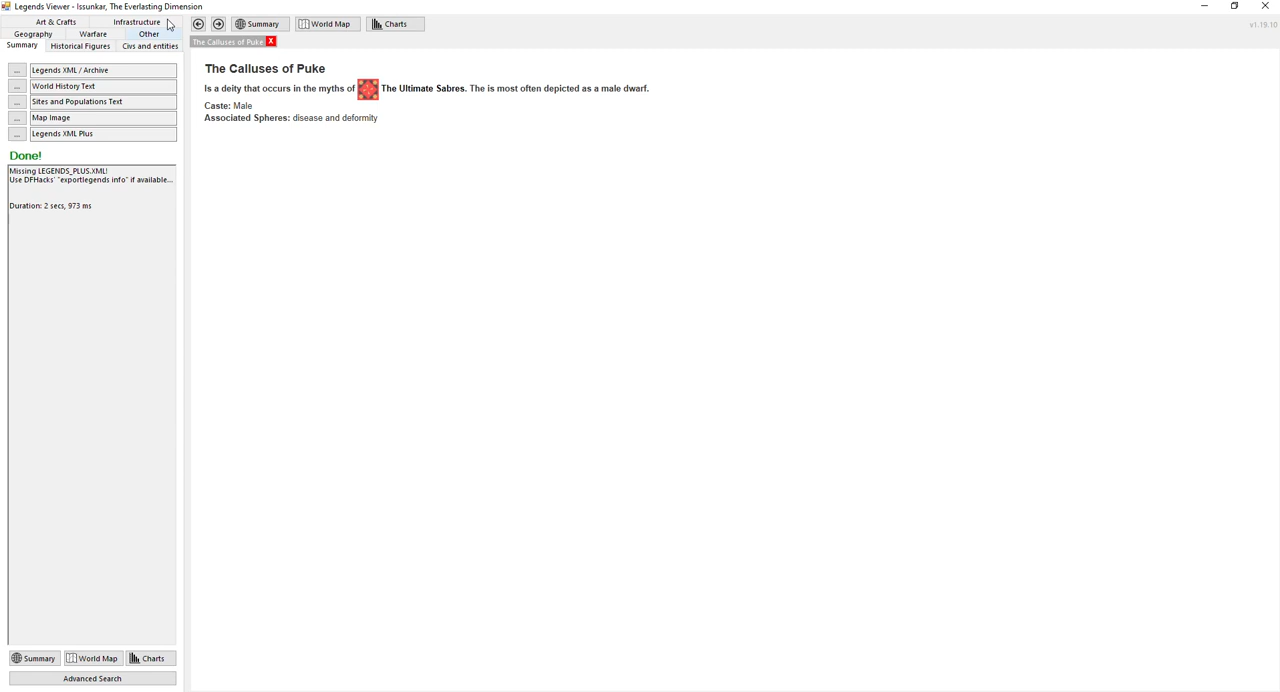 Legends Viewer - Issunkar, The Everlasting Dimension
Art & Crafts Infrastructure
Geography Warfare Other
Summary Historical Figures Civs and entities
Summary World Map Charts
v1.19.10
The Calluses of Puke X
... Legends XML / Archive
... World History Text
... Sites and Populations Text
... Map Image
... Legends XML Plus
Done!
Missing LEGENDS_PLUS.XML!
Use DFHacks' "exportlegends info" if available...
Duration: 2 secs, 973 ms
Summary World Map Charts
Advanced Search
The Calluses of Puke
Is a deity that occurs in the myths of The Ultimate Sabres. The is most often depicted as a male dwarf.
Caste: Male
Associated Spheres: disease and deformity